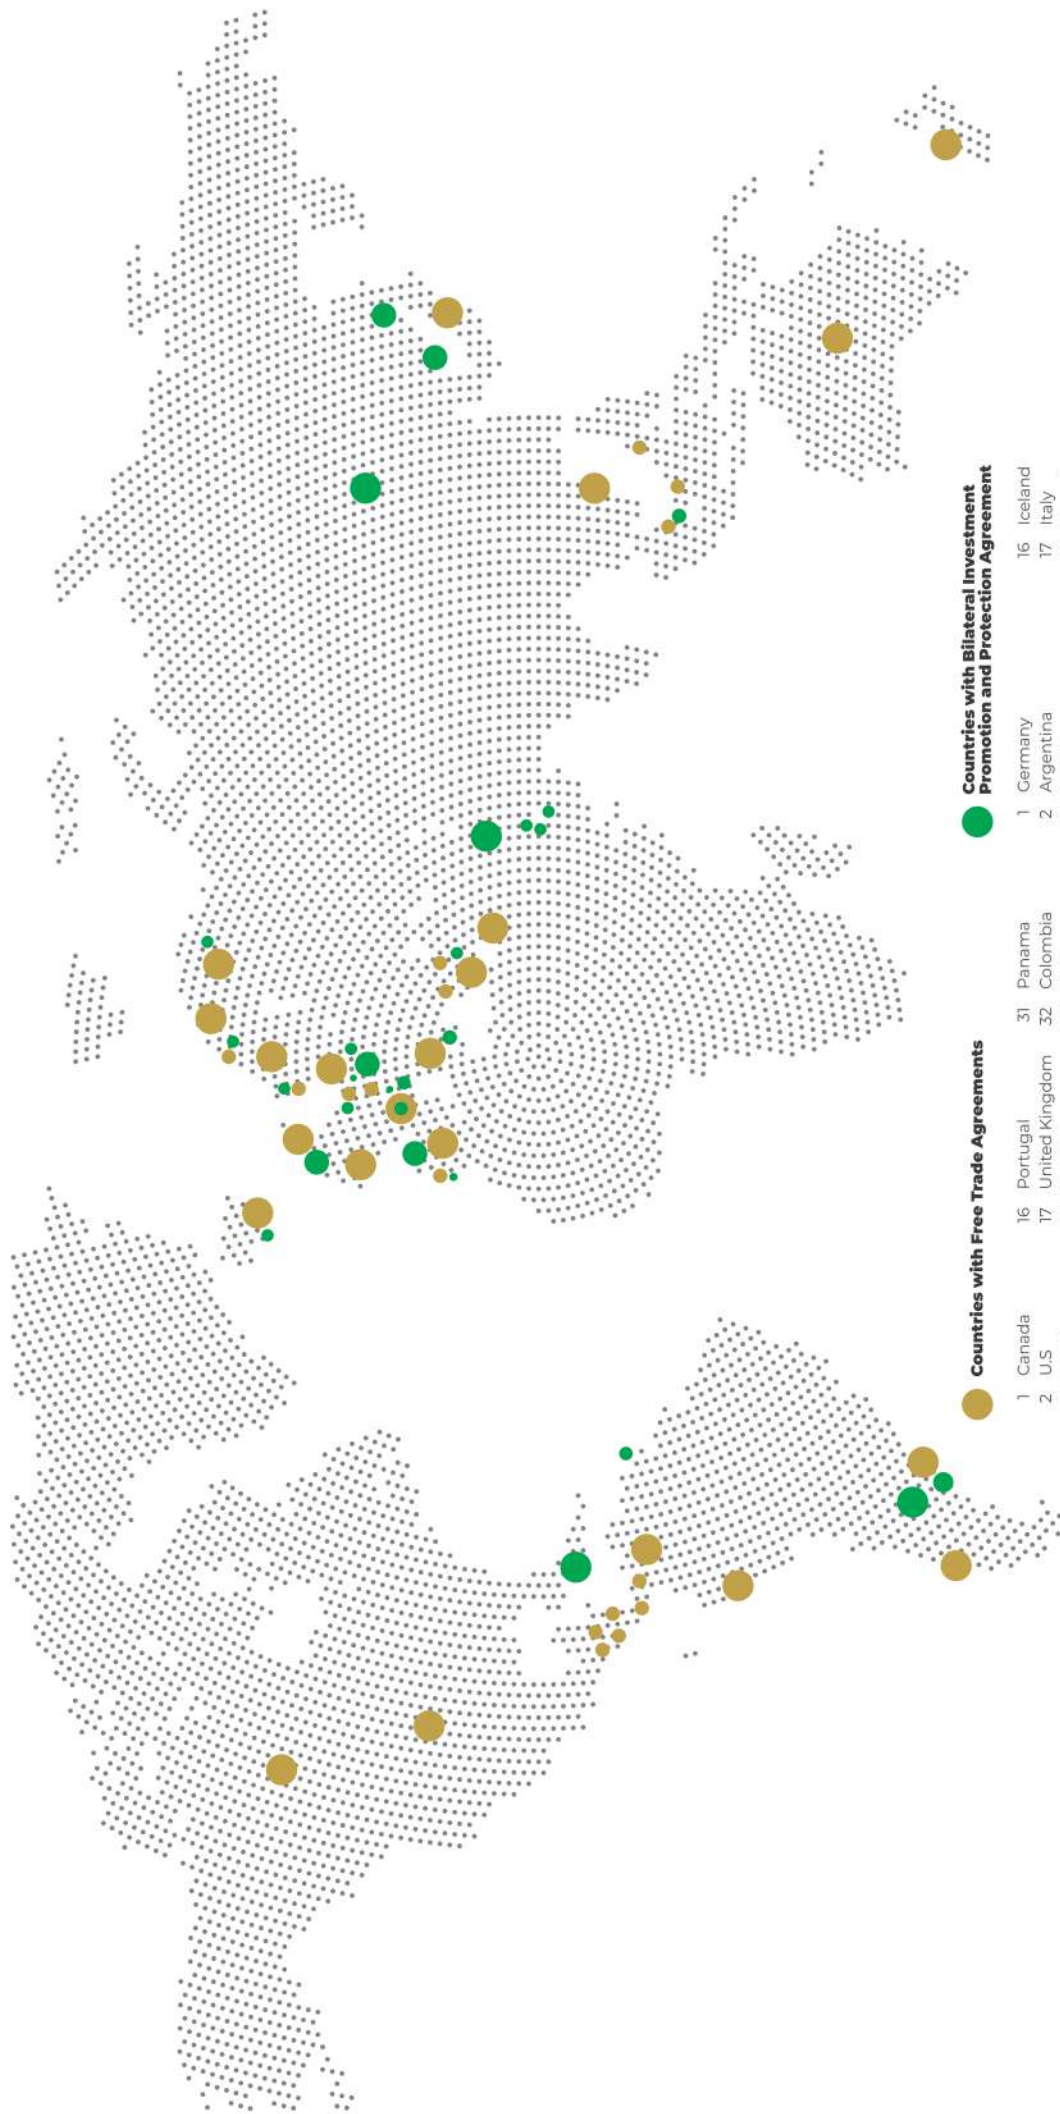 Countries with Free Trade Agreements
1 Canada
2 U.S
16 Portugal
17 United Kingdom
31 Panama
32 Colombia
Countries with Bilateral Investment
Promotion and Protection Agreement
1 Germany
2 Argentina
16 Iceland
17 Italy